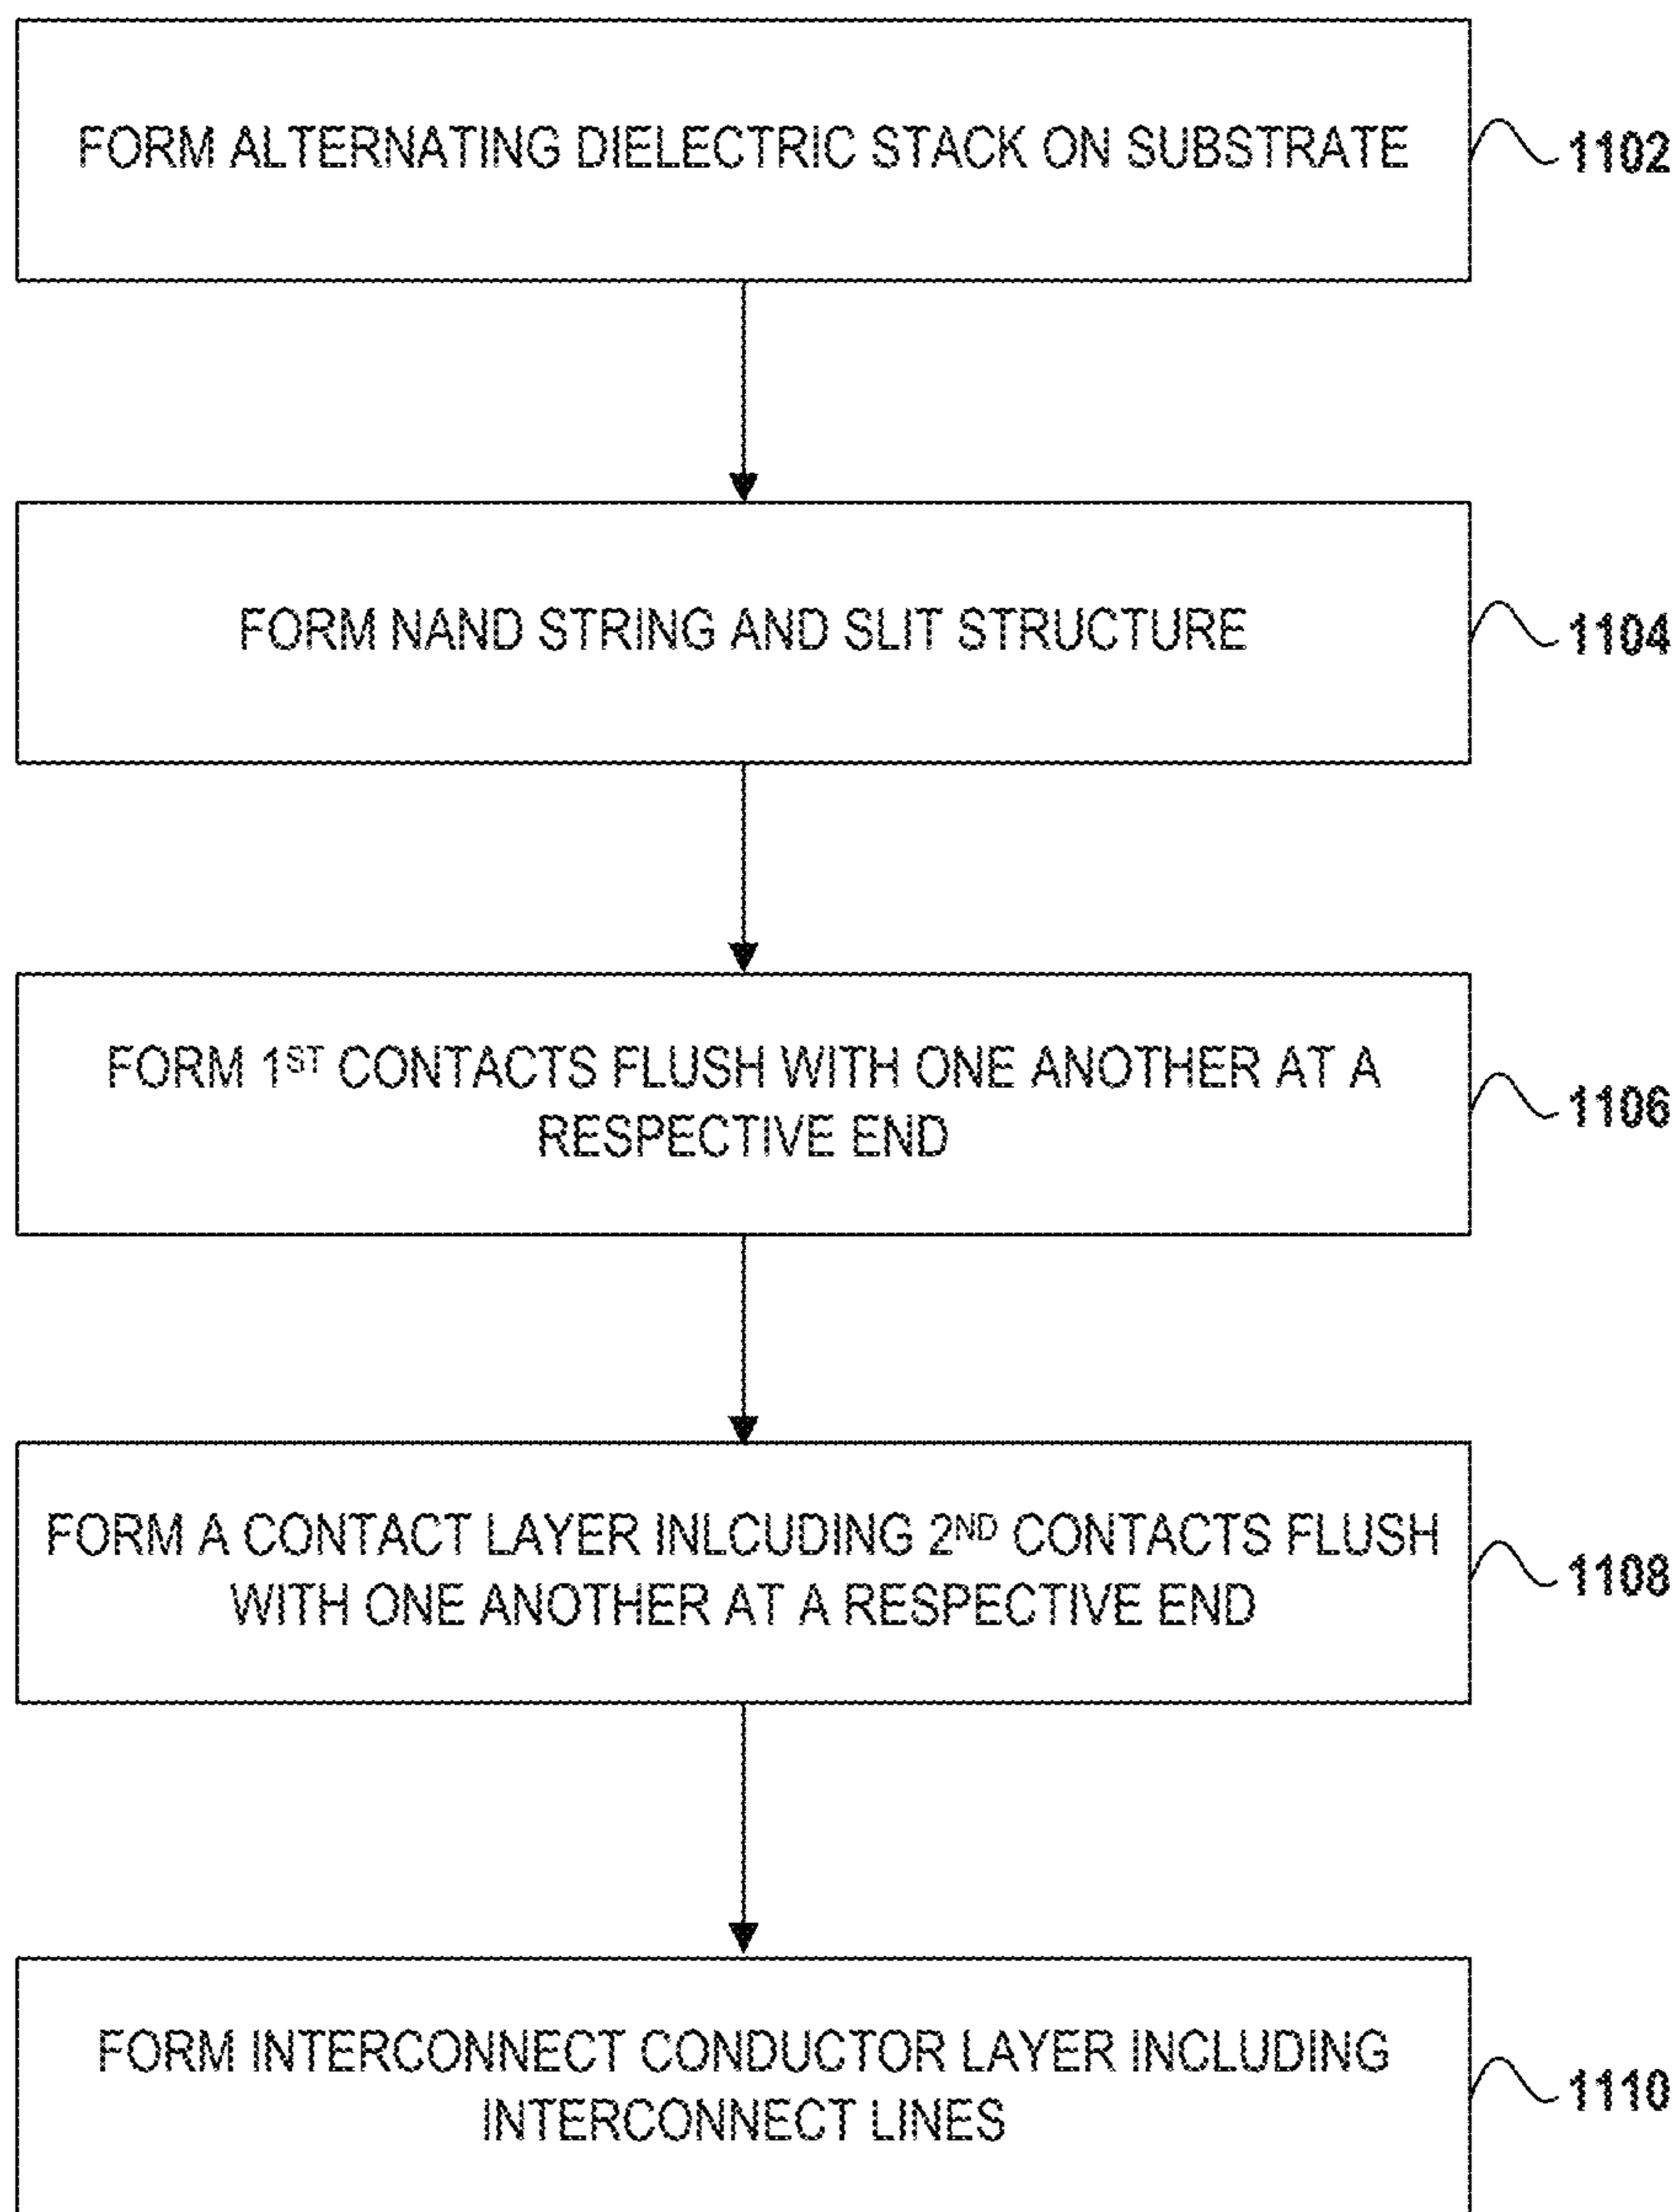 FORM ALTERNATING DIELECTRIC STACK ON SUBSTRATE
1102
FORM NAND STRING AND SLIT STRUCTURE
1104
FORM 1ST CONTACTS FLUSH WITH ONE ANOTHER AT A
RESPECTIVE END
1106
FORM A CONTACT LAYER INLCUDING 2ND CONTACTS FLUSH
WITH ONE ANOTHER AT A RESPECTIVE END
1108
FORM INTERCONNECT CONDUCTOR LAYER INCLUDING
INTERCONNECT LINES
1110